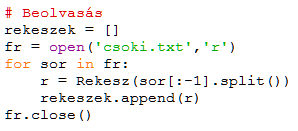 # Beolvasás
rekeszek = []
fr = open('csoki.txt','r')
for sor in fr:
    r = Rekesz(sor[:-1].split())
    rekeszek.append(r)
fr.close()